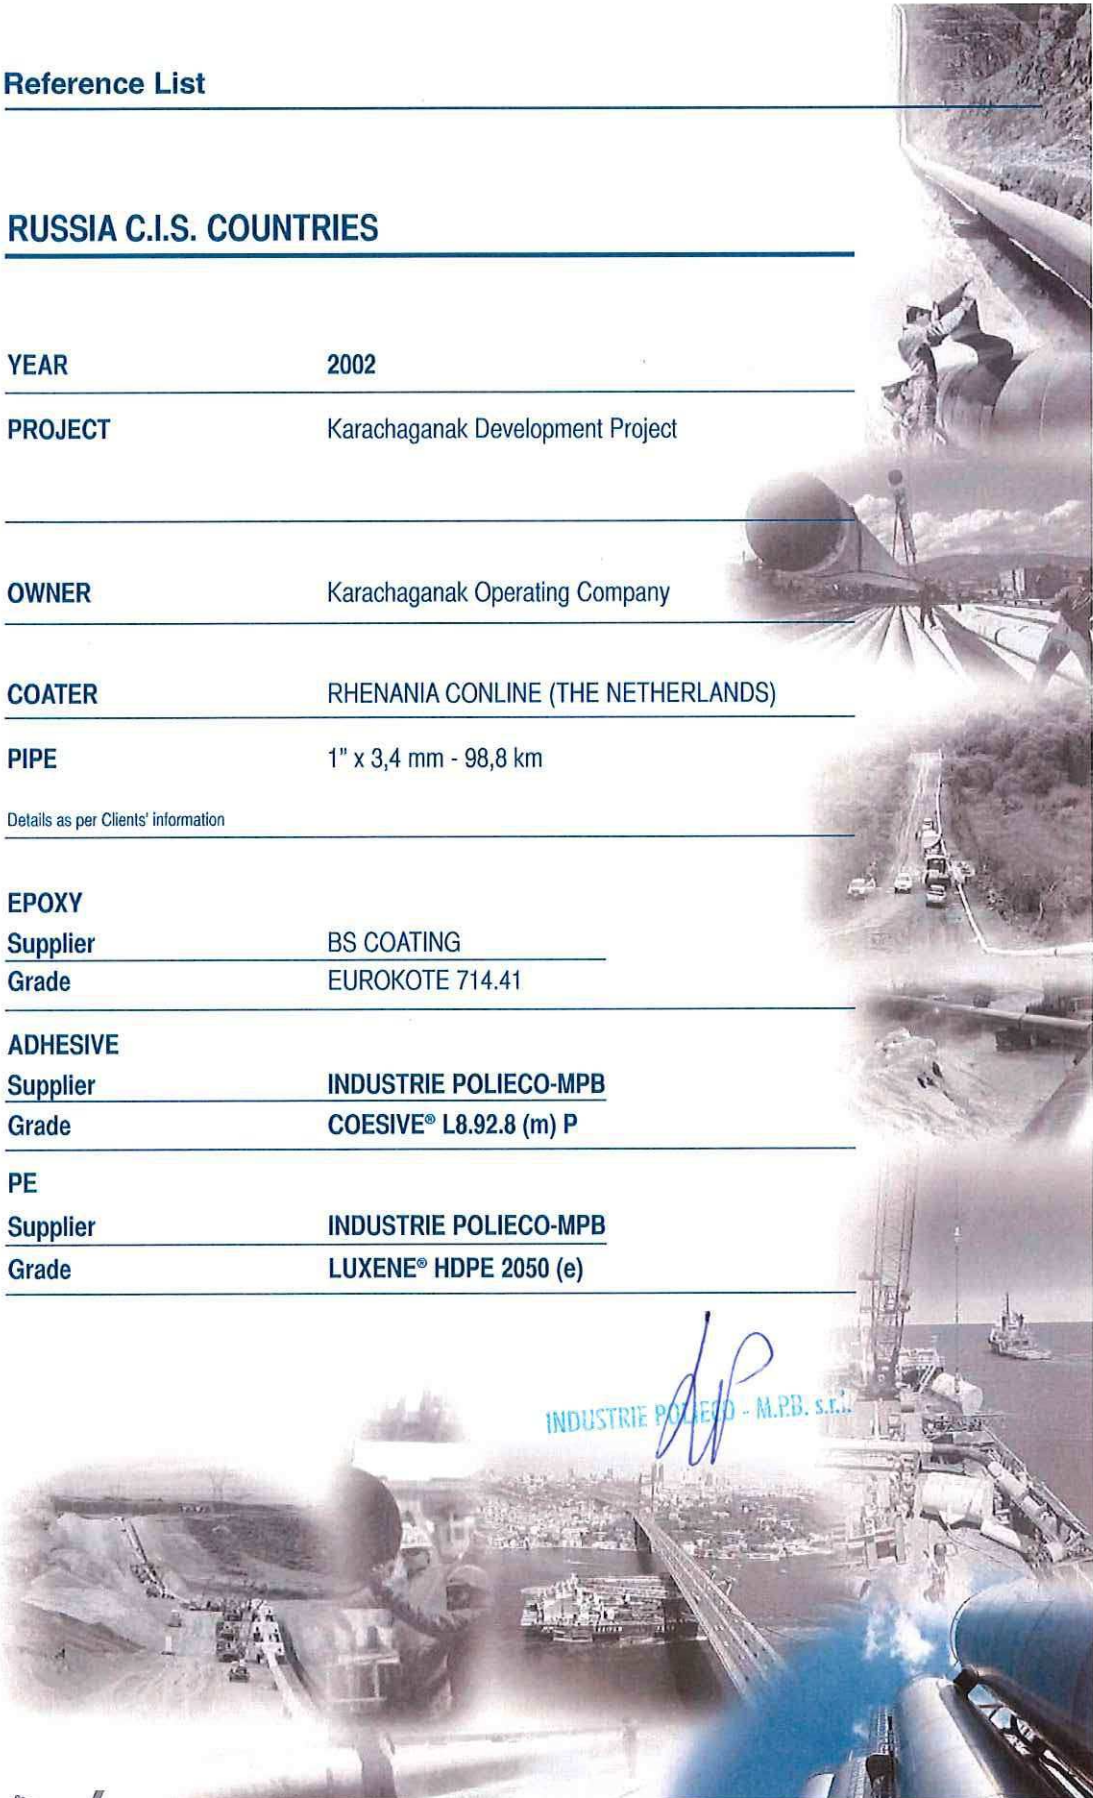 Reference List
RUSSIA C.I.S. COUNTRIES
YEAR 2002
PROJECT Karachaganak Development Project
OWNER Karachaganak Operating Company
COATER RHENANIA CONLINE (THE NETHERLANDS)
PIPE 1" x 3,4 mm - 98,8 km
Details as per Clients' information
EPOXY
Supplier BS COATING
Grade EUROKOTE 714.41
ADHESIVE
Supplier INDUSTRIE POLIECO-MPB
Grade COESIVE® L8.92.8 (m) P
PE
Supplier INDUSTRIE POLIECO-MPB
Grade LUXENE® HDPE 2050 (e)
INDUSTRIE POLIECO - M.P.B. s.r.l.